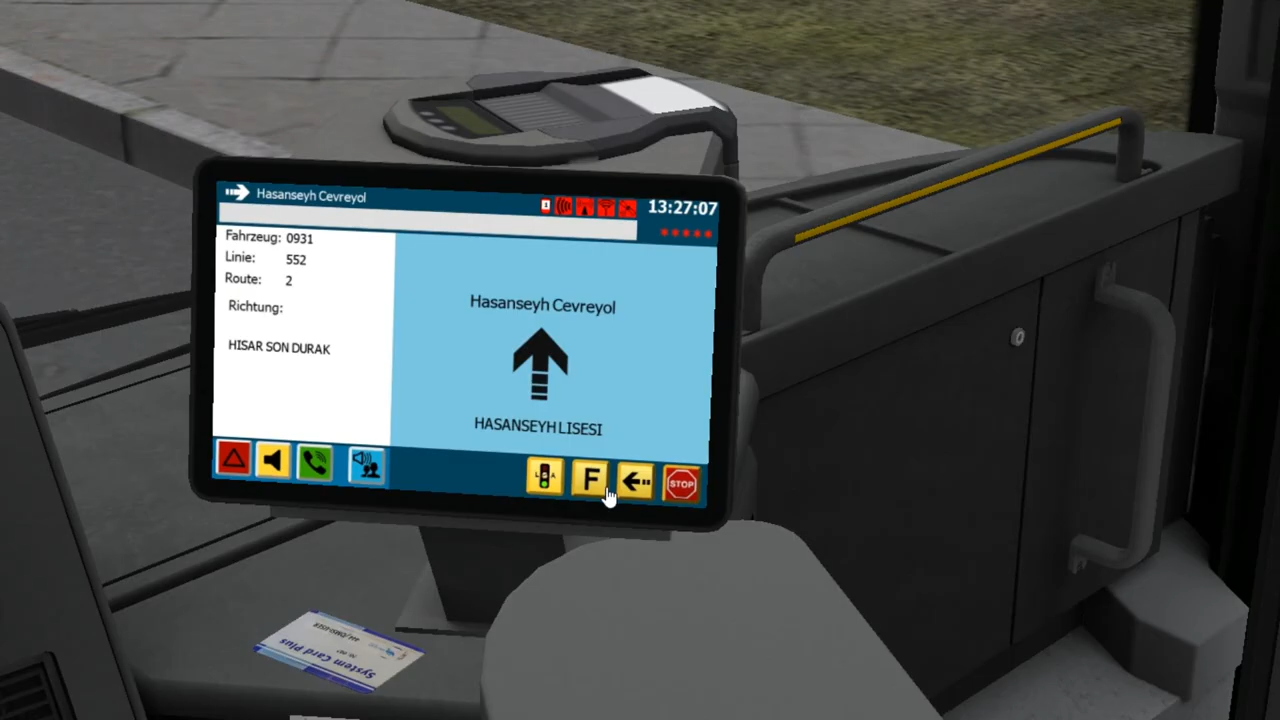 Hasanseyh Cevreyol
13:27:07
Fahrzeug: 0931
Linie: 552
Route: 2
Richtung:
HISAR SON DURAK
Hasanseyh Cevreyol
HASANSEYH LISESI
F
STOP
System Card Plus